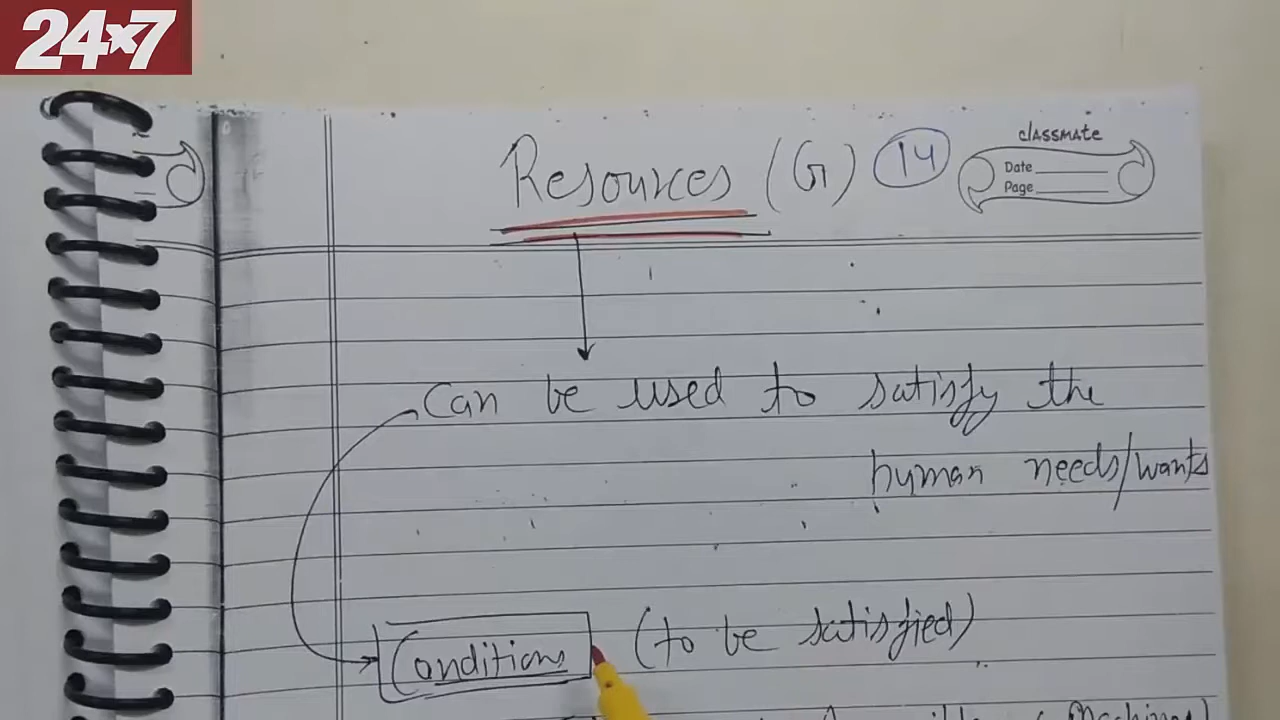 24x7
Resources (G) 14
classmate
Date
Page
Can be used to satisfy the
human needs/wants
Conditions (to be satisfied)